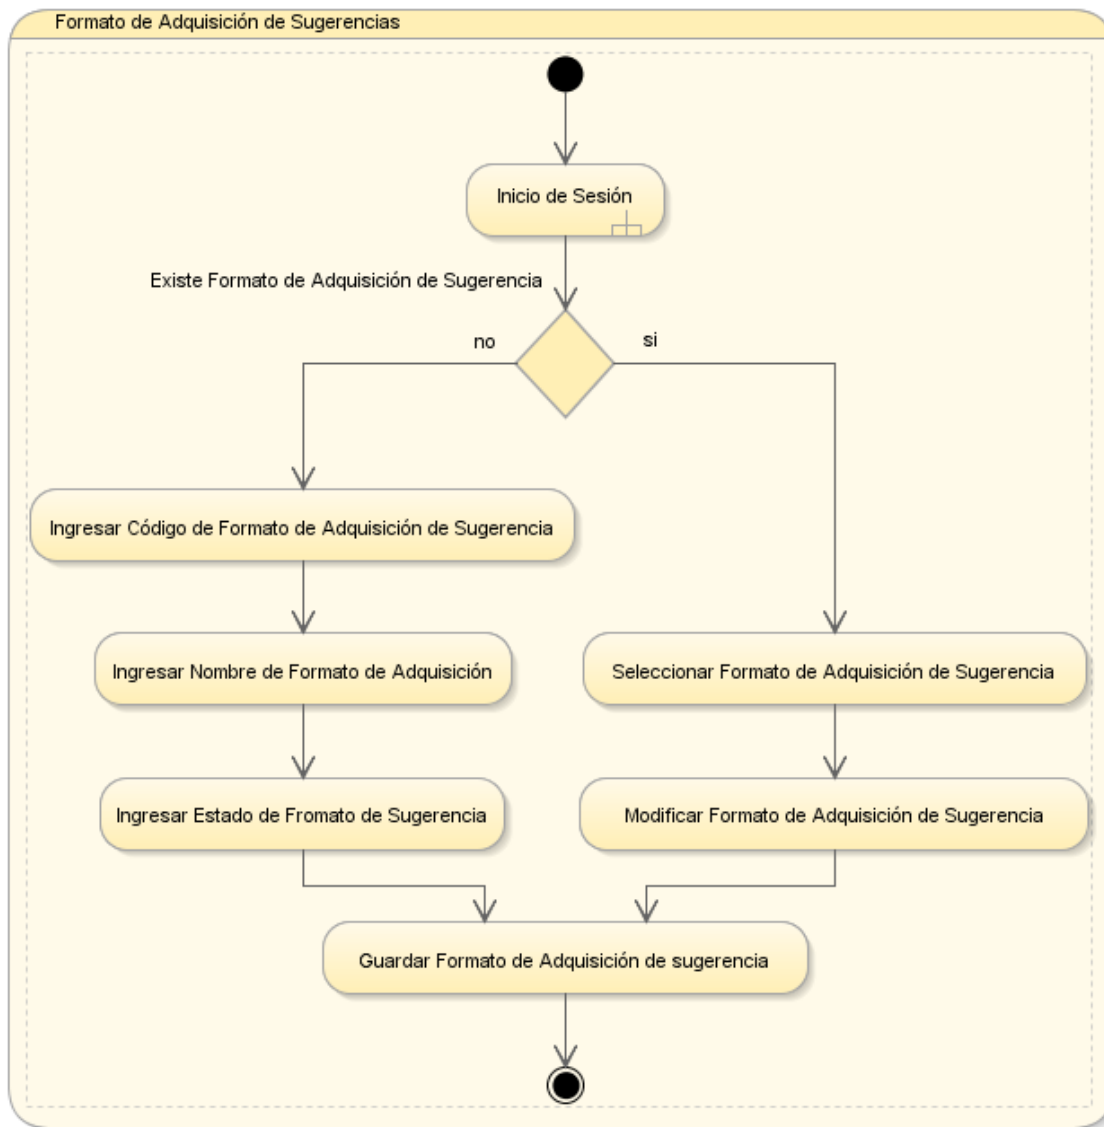 Formato de Adquisición de Sugerencias
Inicio de Sesión
Existe Formato de Adquisición de Sugerencia
no
si
Ingresar Código de Formato de Adquisición de Sugerencia
Ingresar Nombre de Formato de Adquisición
Seleccionar Formato de Adquisición de Sugerencia
Ingresar Estado de Fromato de Sugerencia
Modificar Formato de Adquisición de Sugerencia
Guardar Formato de Adquisición de sugerencia